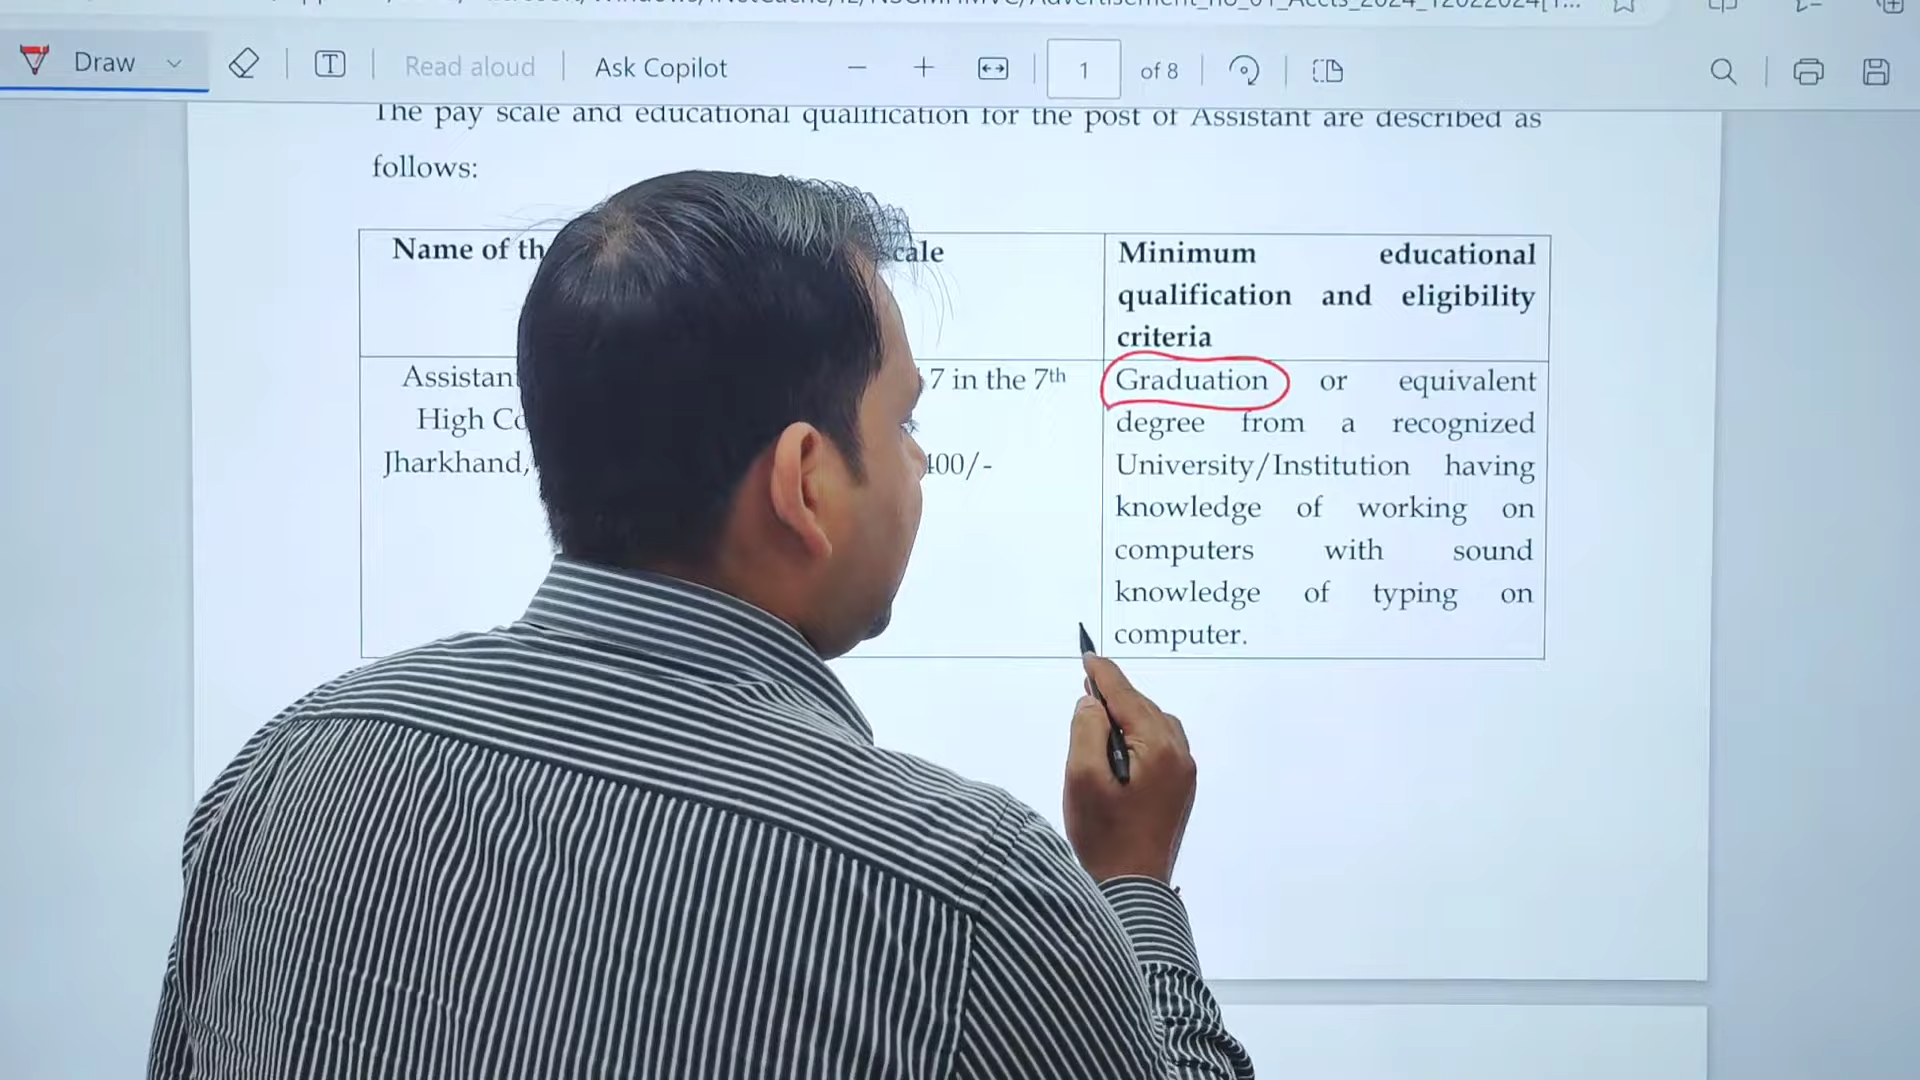 Draw
Read aloud
Ask Copilot
1
of 8
The pay scale and educational qualification for the post of Assistant are described as
follows:
Name of th
cale
Minimum educational
qualification and eligibility
criteria
Assistan
High Co
Jharkhand,
7 in the 7th
400/-
Graduation or equivalent
degree from a recognized
University/Institution having
knowledge of working on
computers with sound
knowledge of typing on
computer.